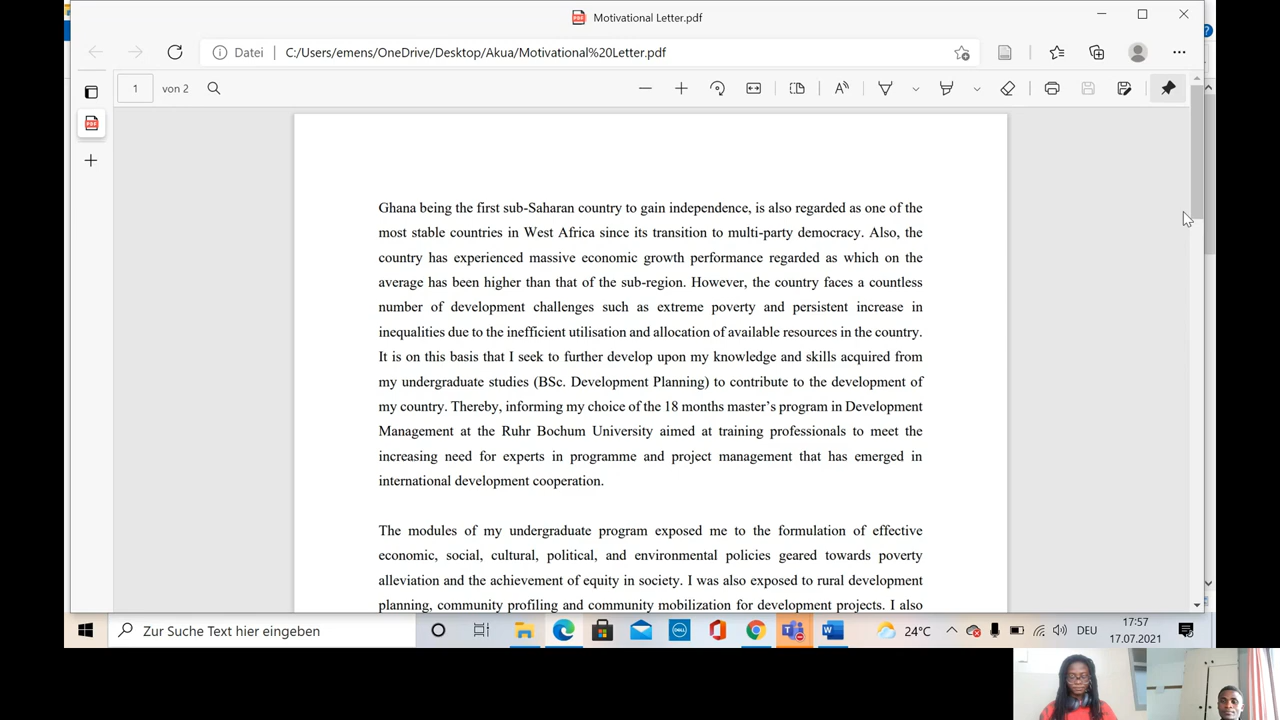 Motivational Letter.pdf
Datei
C:/Users/emens/OneDrive/Desktop/Akua/Motivational%20Letter.pdf
1
von 2
Ghana being the first sub-Saharan country to gain independence, is also regarded as one of the
most stable countries in West Africa since its transition to multi-party democracy. Also, the
country has experienced massive economic growth performance regarded as which on the
average has been higher than that of the sub-region. However, the country faces a countless
number of development challenges such as extreme poverty and persistent increase in
inequalities due to the inefficient utilisation and allocation of available resources in the country.
It is on this basis that I seek to further develop upon my knowledge and skills acquired from
my undergraduate studies (BSc. Development Planning) to contribute to the development of
my country. Thereby, informing my choice of the 18 months master’s program in Development
Management at the Ruhr Bochum University aimed at training professionals to meet the
increasing need for experts in programme and project management that has emerged in
international development cooperation.
The modules of my undergraduate program exposed me to the formulation of effective
economic, social, cultural, political, and environmental policies geared towards poverty
alleviation and the achievement of equity in society. I was also exposed to rural development
planning, community profiling and community mobilization for development projects. I also
Zur Suche Text hier eingeben
DELL
24°C
DEU
17:57
17.07.2021